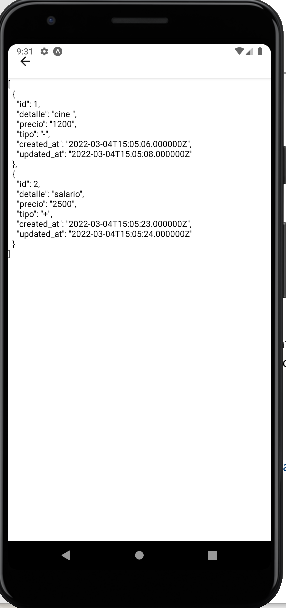 9:31
[
{
"id": 1,
"detalle": "cine ",
"precio": "1200",
"tipo": "-",
"created_at": "2022-03-04T15:05:06.000000Z",
"updated_at": "2022-03-04T15:05:08.000000Z"
},
{
"id": 2,
"detalle": "salario",
"precio": "2500",
"tipo": "+",
"created_at": "2022-03-04T15:05:23.000000Z",
"updated_at": "2022-03-04T15:05:24.000000Z"
}
]